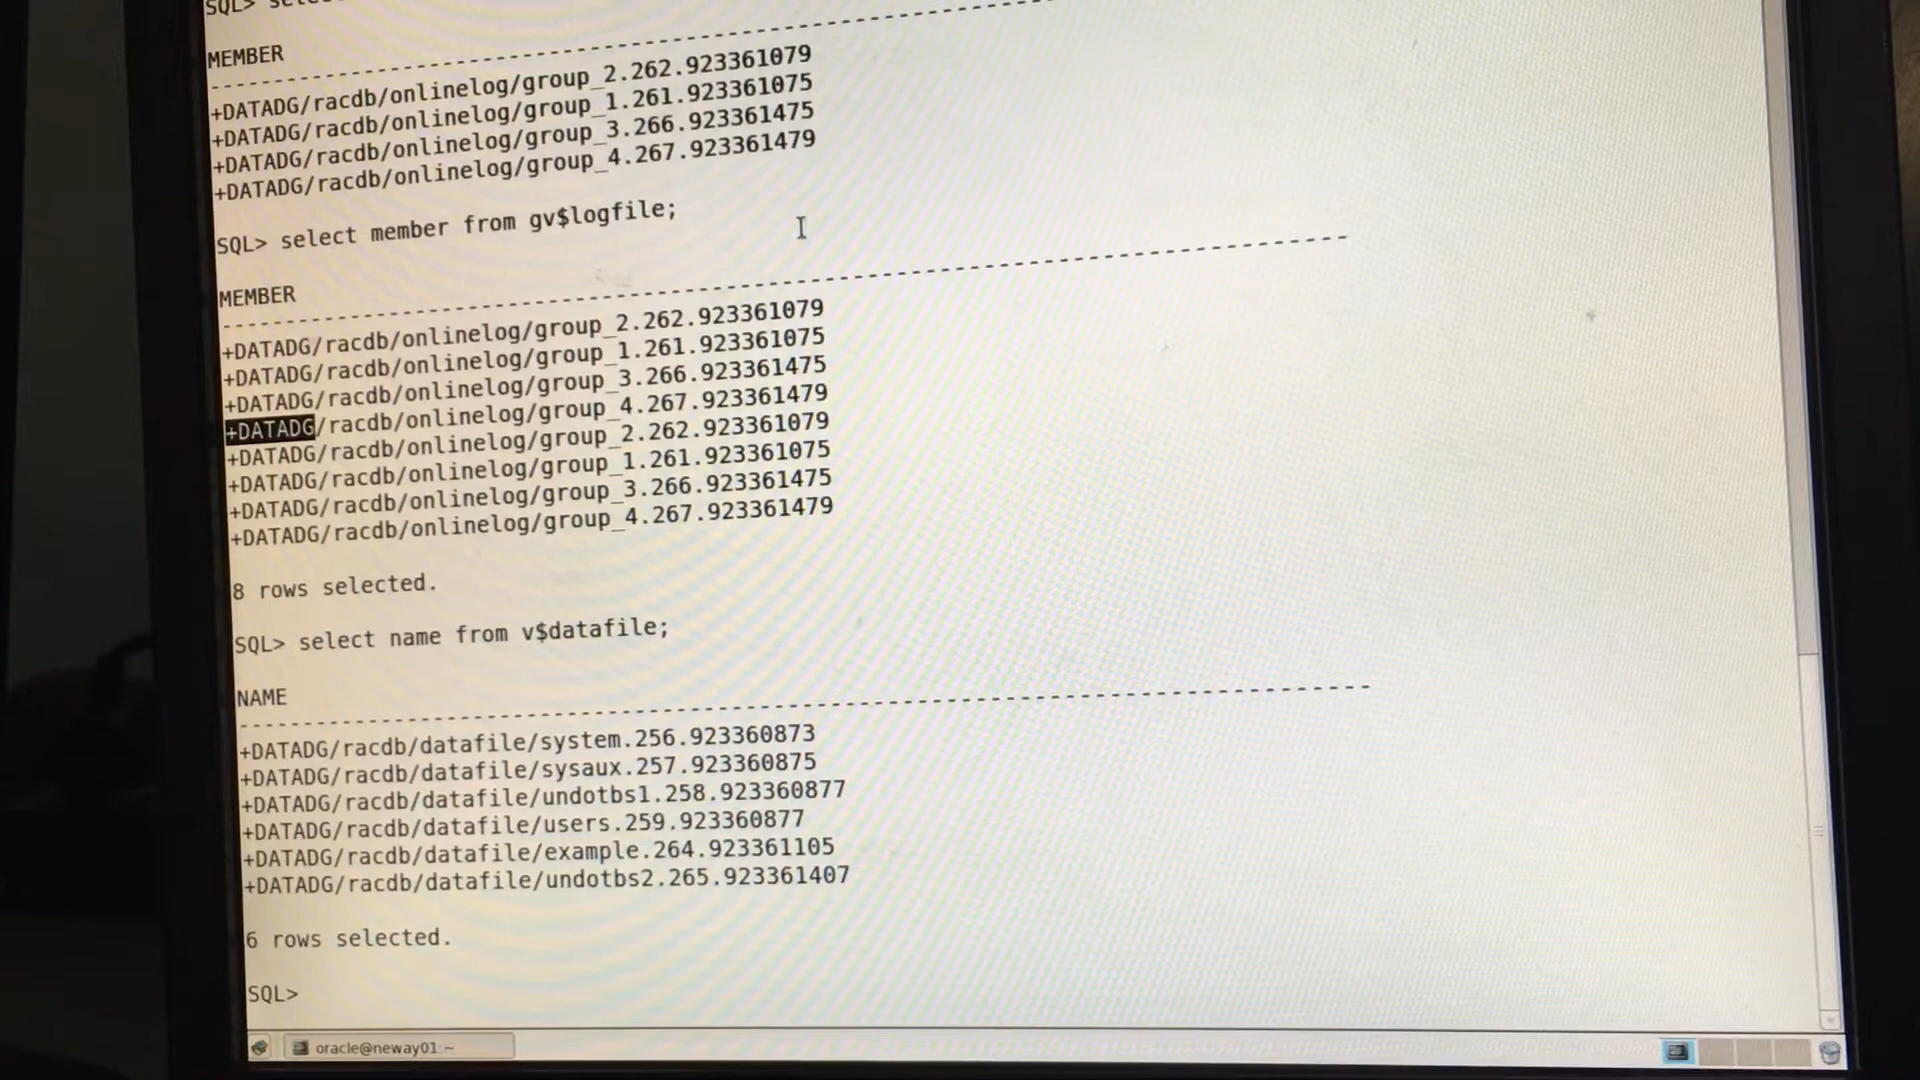 SQL>
MEMBER
--------------------------------------------------------------------------------
+DATADG/racdb/onlinelog/group_2.262.923361079
+DATADG/racdb/onlinelog/group_1.261.923361075
+DATADG/racdb/onlinelog/group_3.266.923361475
+DATADG/racdb/onlinelog/group_4.267.923361479
SQL> select member from gv$logfile;
MEMBER
--------------------------------------------------------------------------------
+DATADG/racdb/onlinelog/group_2.262.923361079
+DATADG/racdb/onlinelog/group_1.261.923361075
+DATADG/racdb/onlinelog/group_3.266.923361475
+DATADG/racdb/onlinelog/group_4.267.923361479
+DATADG/racdb/onlinelog/group_2.262.923361079
+DATADG/racdb/onlinelog/group_1.261.923361075
+DATADG/racdb/onlinelog/group_3.266.923361475
+DATADG/racdb/onlinelog/group_4.267.923361479
8 rows selected.
SQL> select name from v$datafile;
NAME
--------------------------------------------------------------------------------
+DATADG/racdb/datafile/system.256.923360873
+DATADG/racdb/datafile/sysaux.257.923360875
+DATADG/racdb/datafile/undotbs1.258.923360877
+DATADG/racdb/datafile/users.259.923360877
+DATADG/racdb/datafile/example.264.923361105
+DATADG/racdb/datafile/undotbs2.265.923361407
6 rows selected.
SQL>
oracle@neway01:~